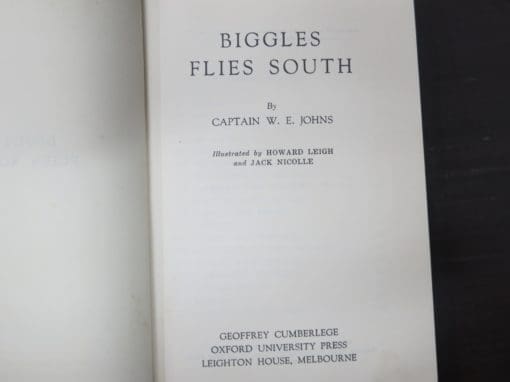 BIGGLES
FLIES SOUTH
By
CAPTAIN W. E. JOHNS
Illustrated by HOWARD LEIGH
and JACK NICOLLE
GEOFFREY CUMBERLEGE
OXFORD UNIVERSITY PRESS
LEIGHTON HOUSE, MELBOURNE